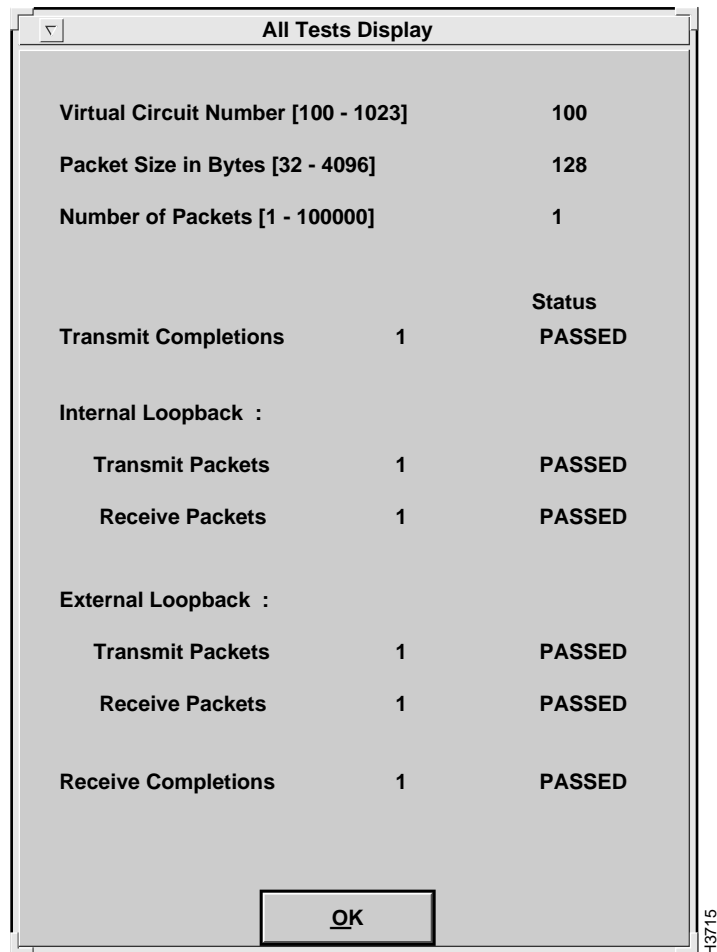 All Tests Display
Virtual Circuit Number [100 - 1023] 100
Packet Size in Bytes [32 - 4096] 128
Number of Packets [1 - 100000] 1
Status
Transmit Completions 1 PASSED
Internal Loopback :
Transmit Packets 1 PASSED
Receive Packets 1 PASSED
External Loopback :
Transmit Packets 1 PASSED
Receive Packets 1 PASSED
Receive Completions 1 PASSED
OK
H3715